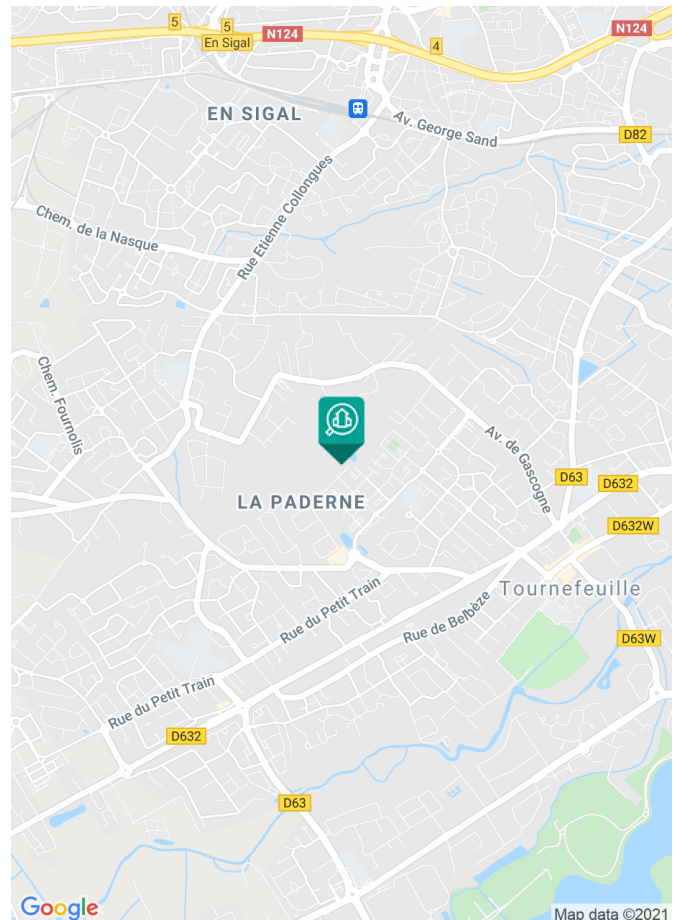 5
5
N124
N124
En Sigal
4
EN SIGAL
Av. George Sand
D82
Rue Etienne Collongues
Chem. de la Nasque
Chem. Fournolis
Av. de Gascogne
D63
D632
LA PADERNE
D632W
Tournefeuille
Rue du Petit Train
Rue de Belbèze
D63W
Rue du Petit Train
D632
D63
Google
Map data ©2021